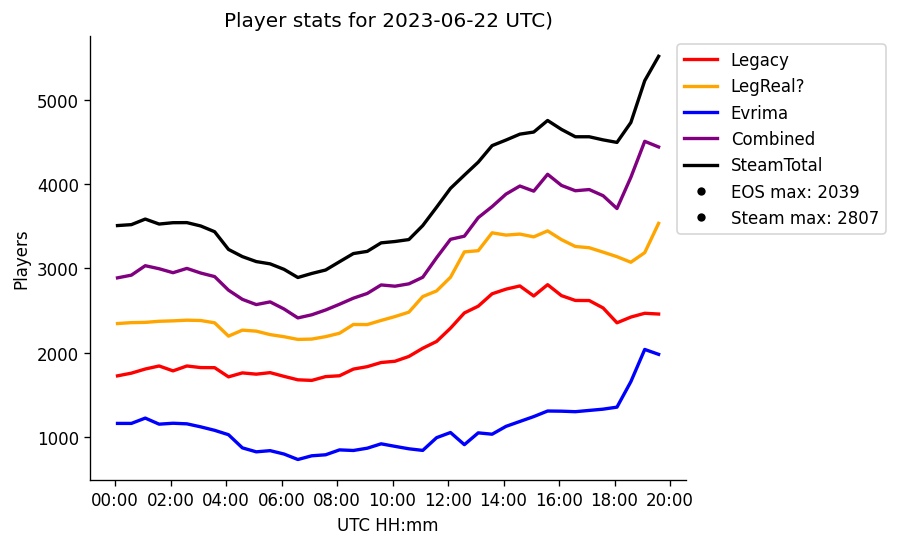 Player stats for 2023-06-22 UTC)
Legacy
LegReal?
Evrima
Combined
SteamTotal
EOS max: 2039
Steam max: 2807
Players
5000
4000
3000
2000
1000
00:00 02:00 04:00 06:00 08:00 10:00 12:00 14:00 16:00 18:00 20:00
UTC HH:mm